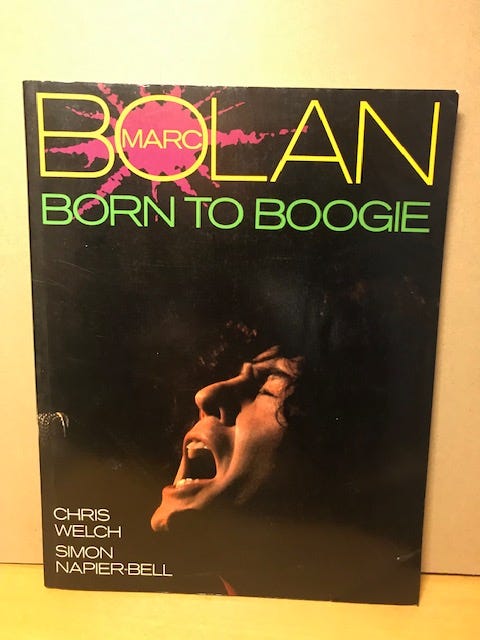 MARC
BOLAN
BORN TO BOOGIE
CHRIS
WELCH
SIMON
NAPIER-BELL